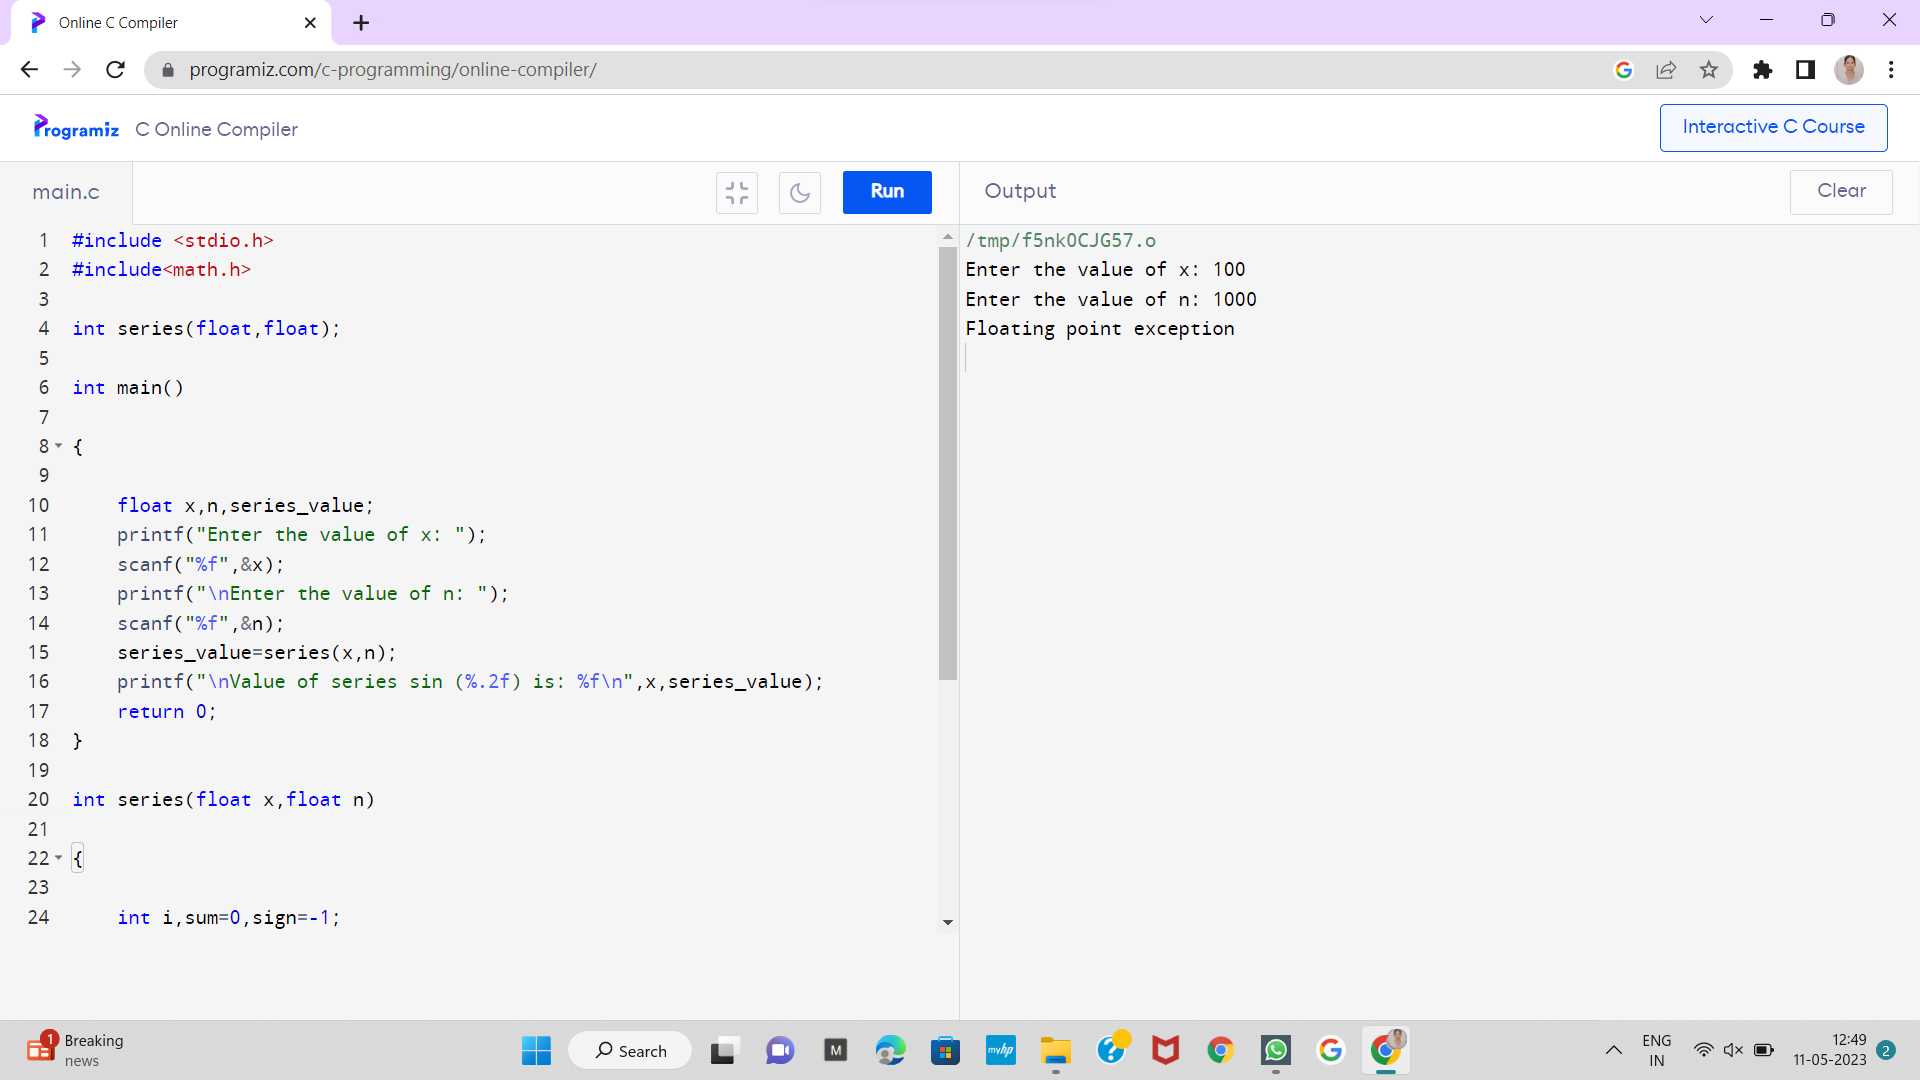 Online C Compiler
programiz.com/c-programming/online-compiler/
Programiz C Online Compiler
Interactive C Course
main.c
Run
Output
Clear
1 #include <stdio.h>
2 #include<math.h>
3
4 int series(float,float);
5
6 int main()
7
8 {
9
10 float x,n,series_value;
11 printf("Enter the value of x: ");
12 scanf("%f",&x);
13 printf("\nEnter the value of n: ");
14 scanf("%f",&n);
15 series_value=series(x,n);
16 printf("\nValue of series sin (%.2f) is: %f\n",x,series_value);
17 return 0;
18 }
19
20 int series(float x,float n)
21
22 {
23
24 int i,sum=0,sign=-1;
/tmp/f5nk0CJG57.o
Enter the value of x: 100
Enter the value of n: 1000
Floating point exception
1
Breaking
news
Search
M
myhp
?
G
ENG
IN
12:49
11-05-2023
2